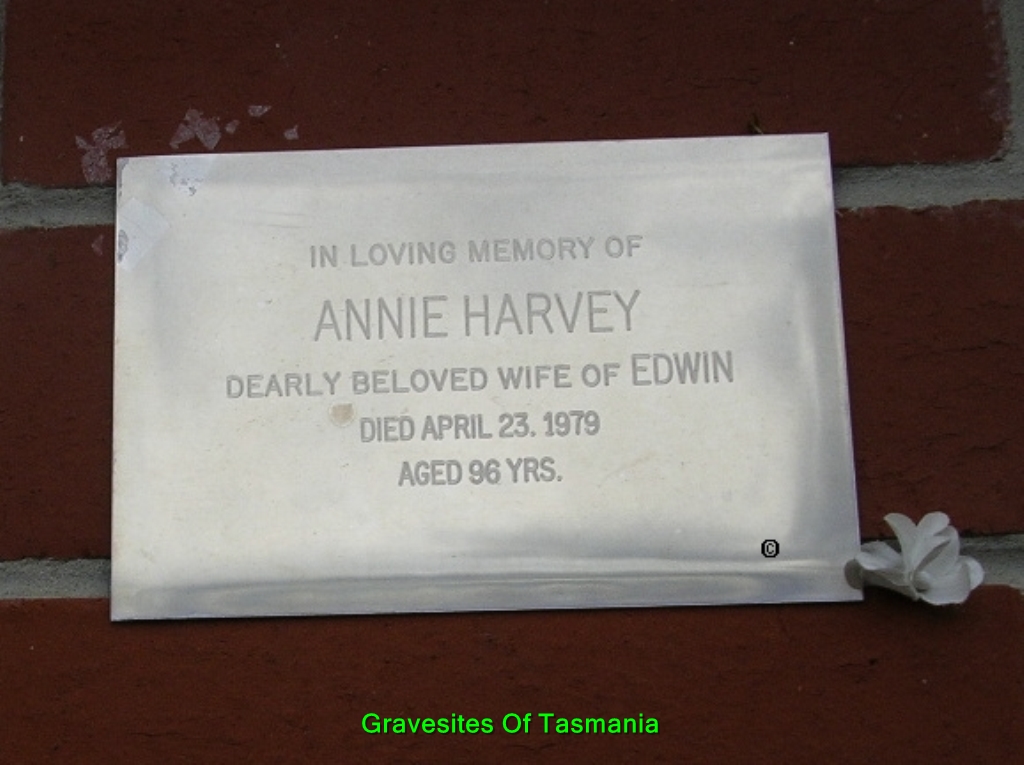 IN LOVING MEMORY OF
ANNIE HARVEY
DEARLY BELOVED WIFE OF EDWIN
DIED APRIL 23. 1979
AGED 96 YRS.
©
Gravesites Of Tasmania